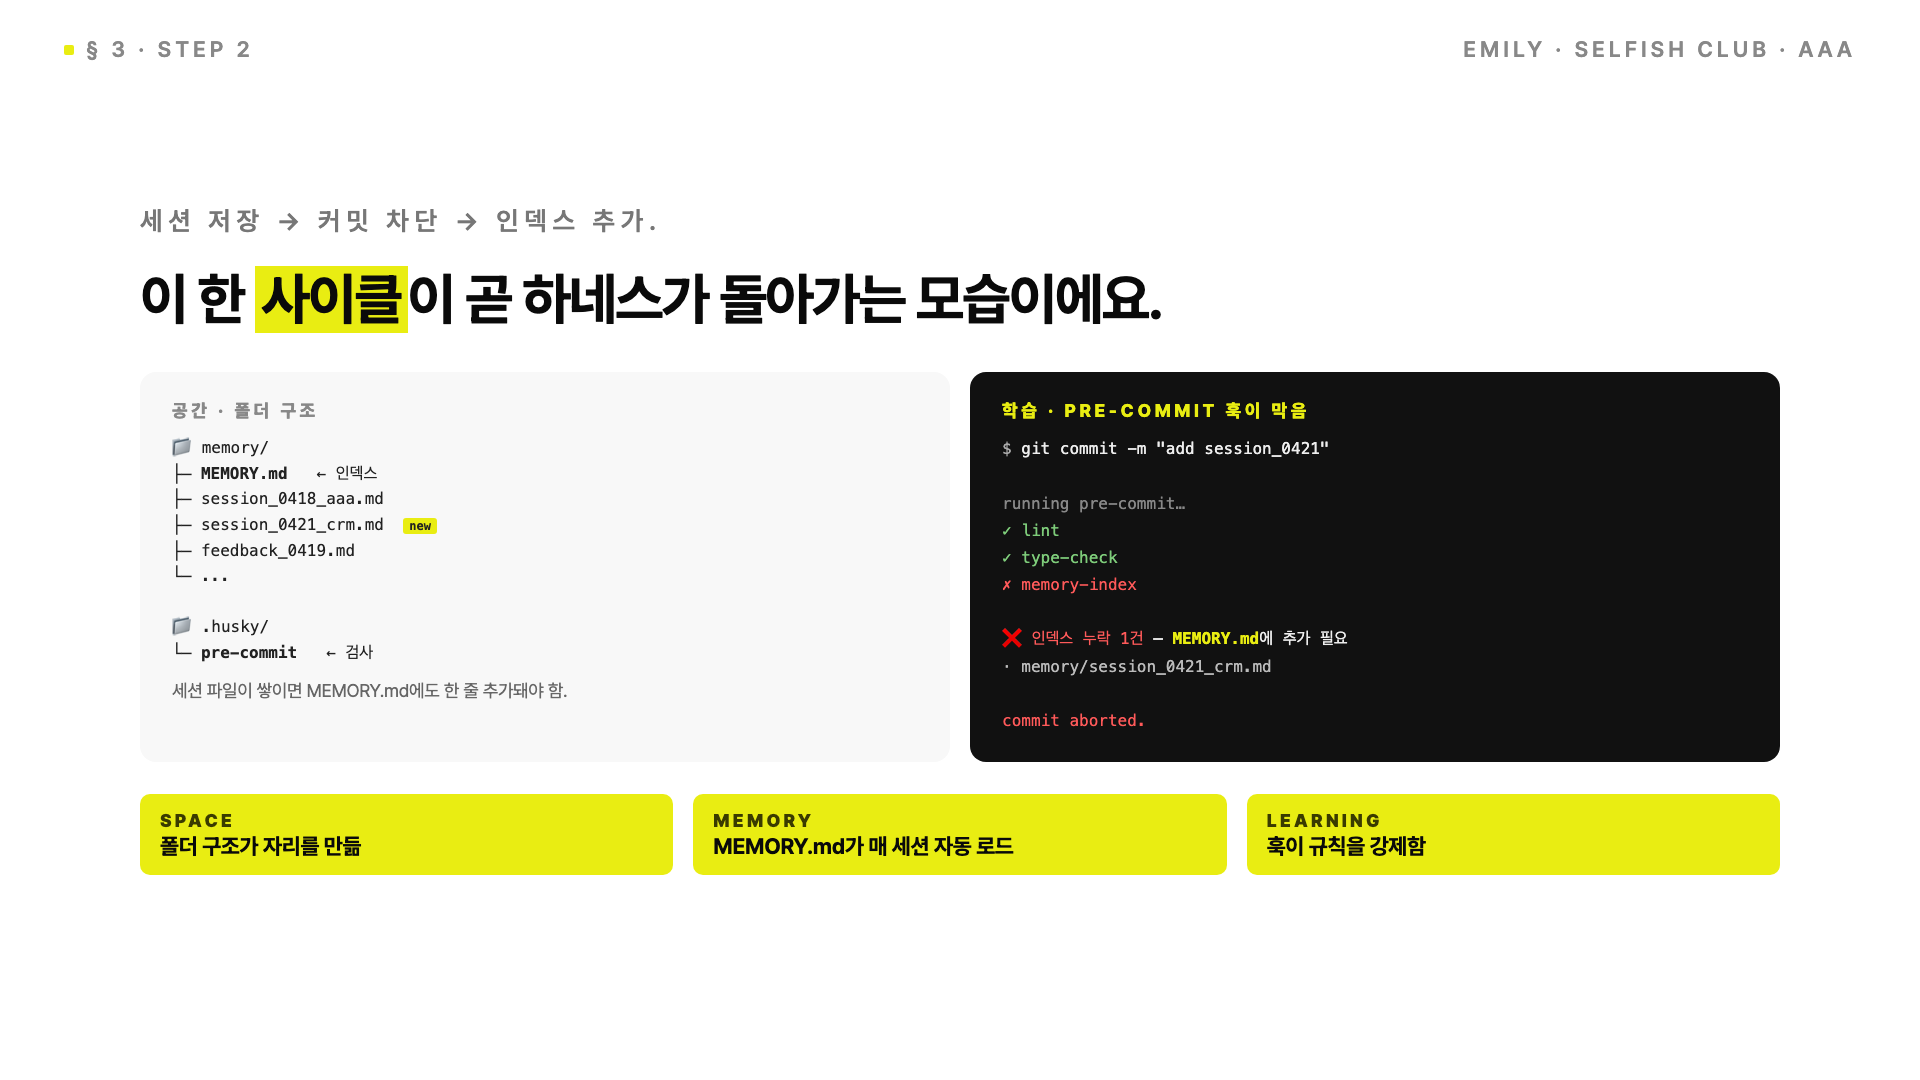 § 3 · STEP 2
EMILY · SELFISH CLUB · AAA
세션 저장 → 커밋 차단 → 인덱스 추가.
이 한 사이클이 곧 하네스가 돌아가는 모습이에요.
공간 · 폴더 구조
📁 memory/
├─ MEMORY.md ← 인덱스
├─ session_0418_aaa.md
├─ session_0421_crm.md new
├─ feedback_0419.md
└─ ...
📁 .husky/
└─ pre-commit ← 검사
세션 파일이 쌓이면 MEMORY.md에도 한 줄 추가돼야 함.
학습 · PRE-COMMIT 훅이 막음
$ git commit -m "add session_0421"
running pre-commit…
✓ lint
✓ type-check
✗ memory-index
❌ 인덱스 누락 1건 — MEMORY.md에 추가 필요
· memory/session_0421_crm.md
commit aborted.
SPACE
폴더 구조가 자리를 만듦
MEMORY
MEMORY.md가 매 세션 자동 로드
LEARNING
훅이 규칙을 강제함